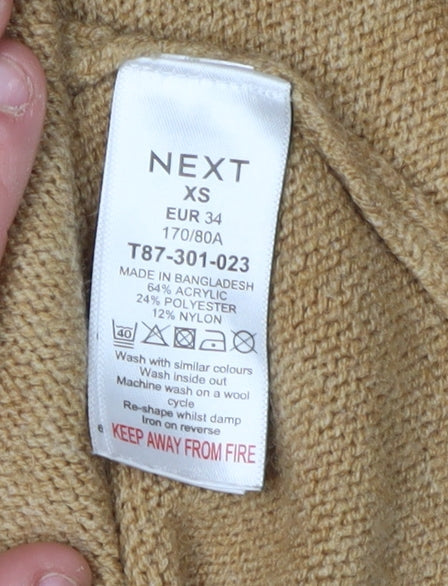 NEXT
XS
EUR 34
170/80A
T87-301-023
MADE IN BANGLADESH
64% ACRYLIC
24% POLYESTER
12% NYLON
40
Wash with similar colours
Wash inside out
Machine wash on a wool
cycle
Re-shape whilst damp
Iron on reverse
e KEEP AWAY FROM FIRE